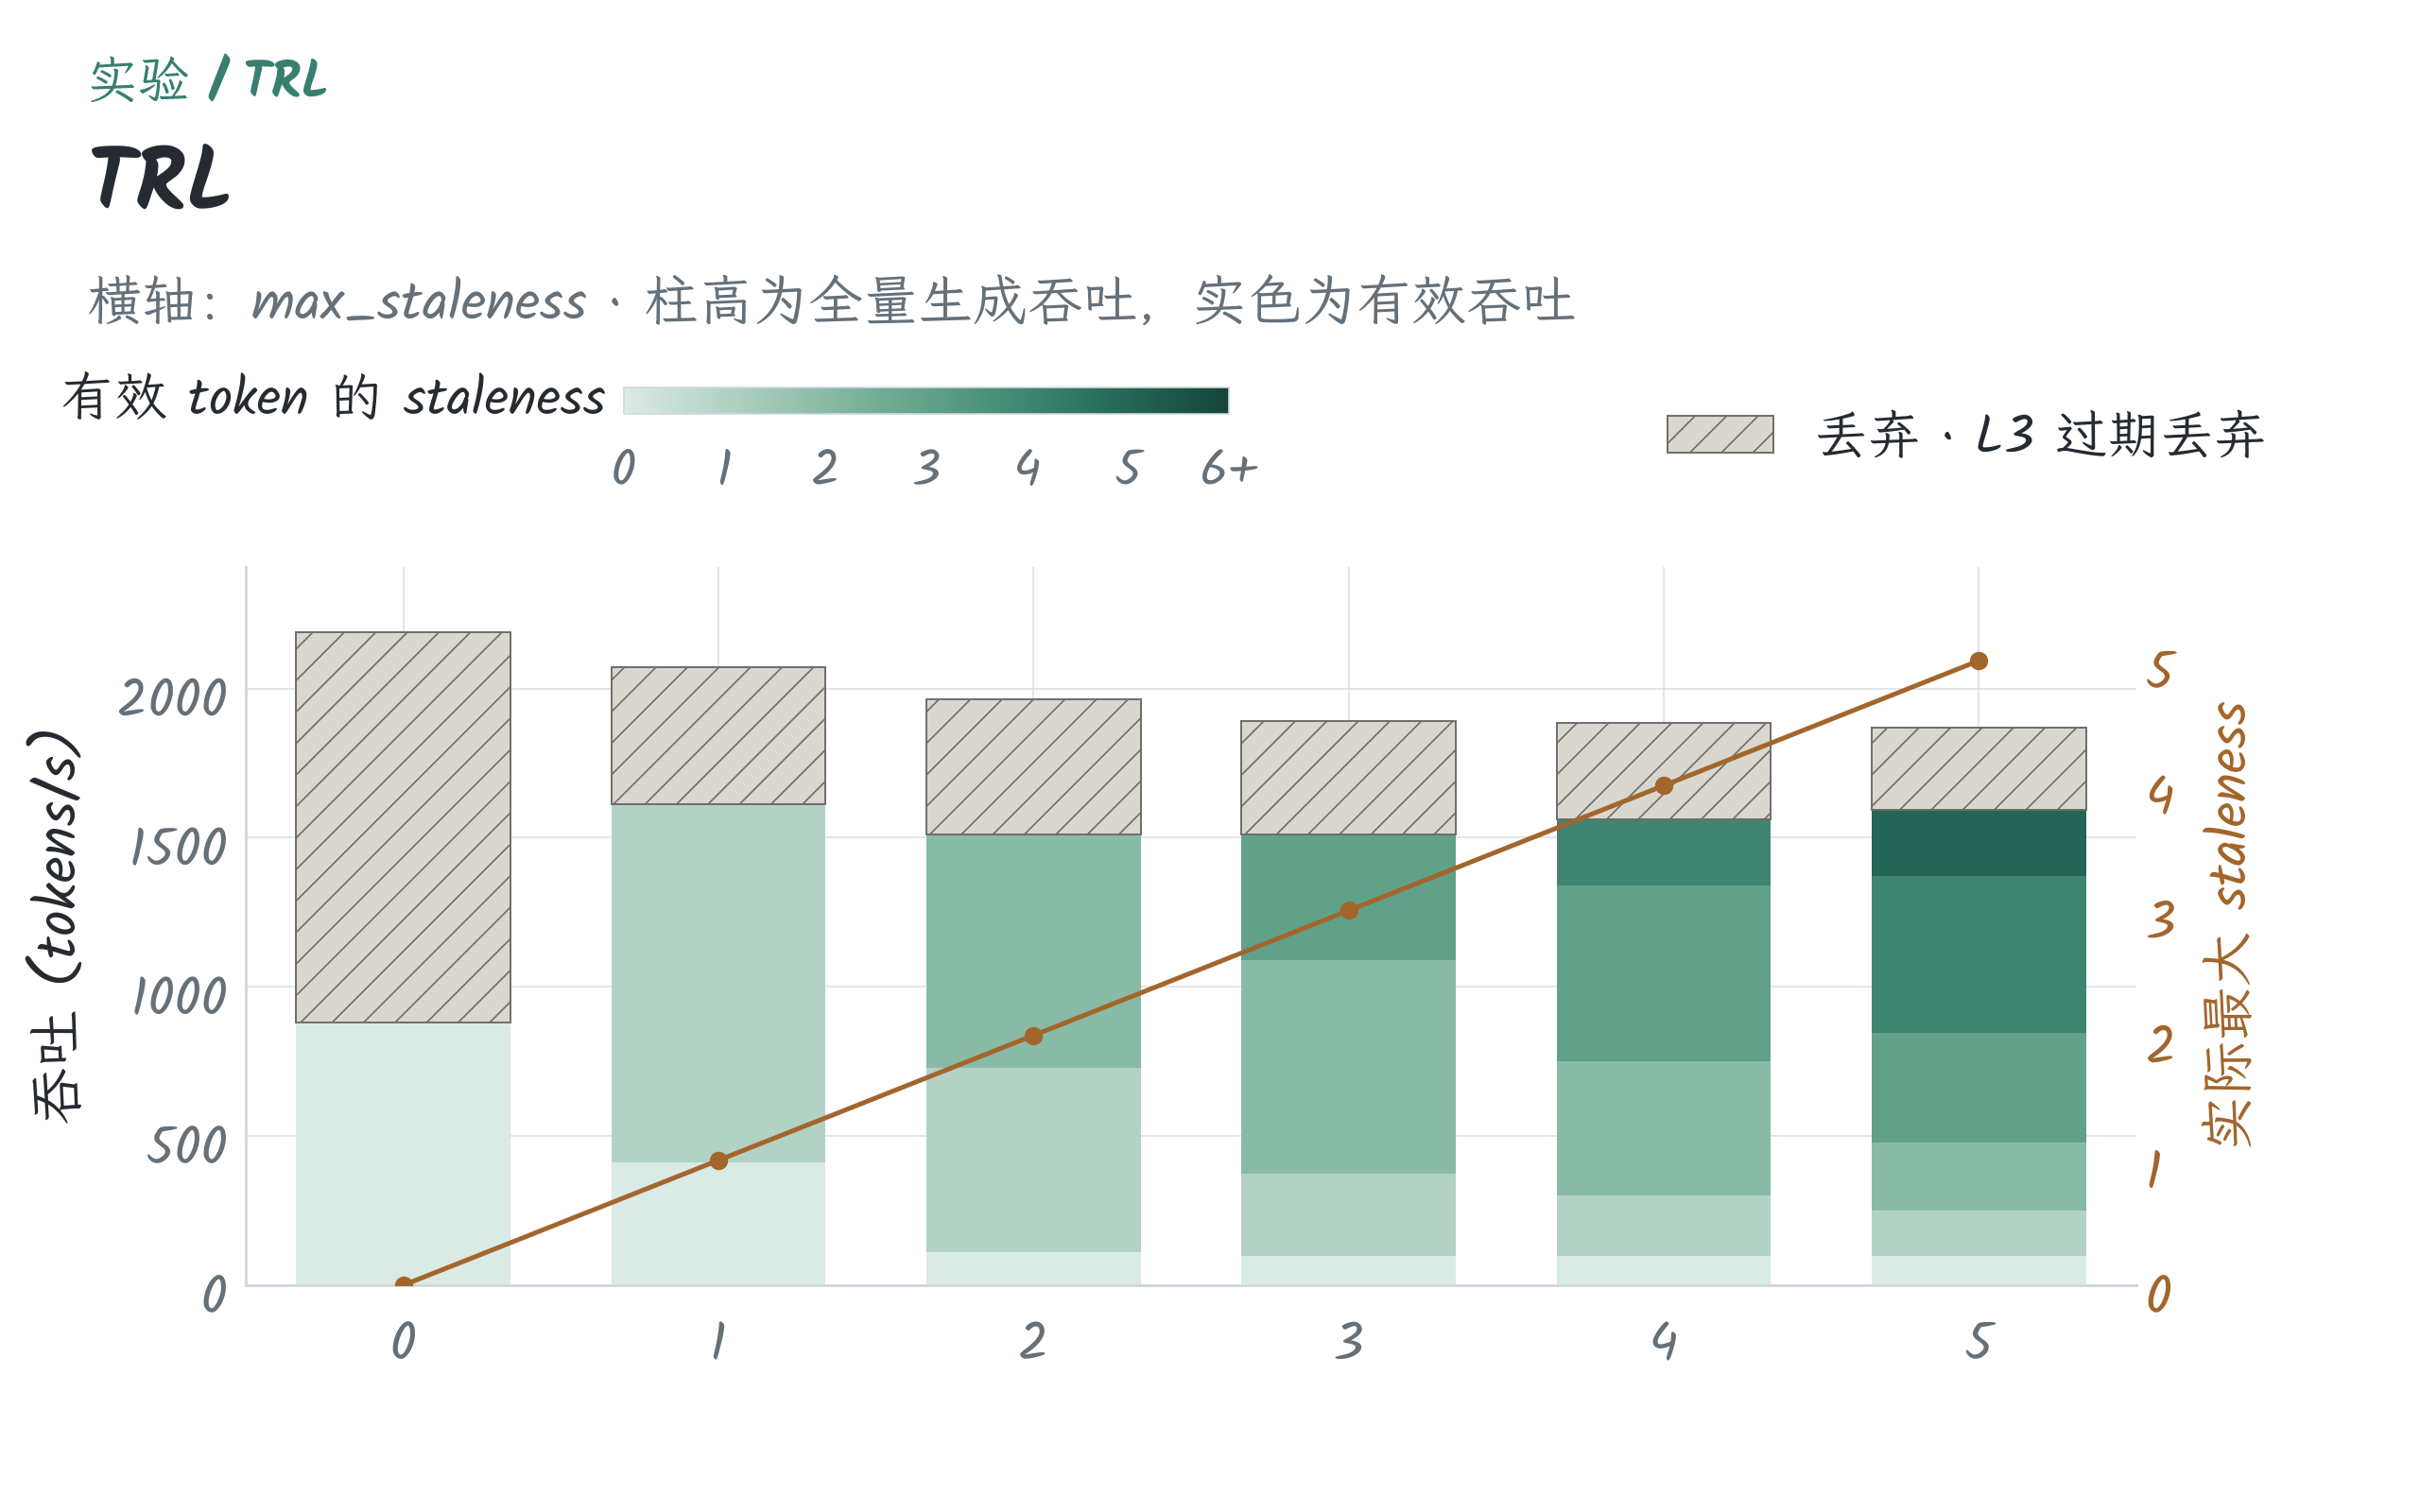 实验 / TRL
TRL
横轴：max_staleness · 柱高为全量生成吞吐，实色为有效吞吐
有效 token 的 staleness
0 1 2 3 4 5 6+
丢弃 · L3 过期丢弃
吞吐 (tokens/s)
2000
1500
1000
500
0
0 1 2 3 4 5
5
4
3
2
1
0
实际最大 staleness